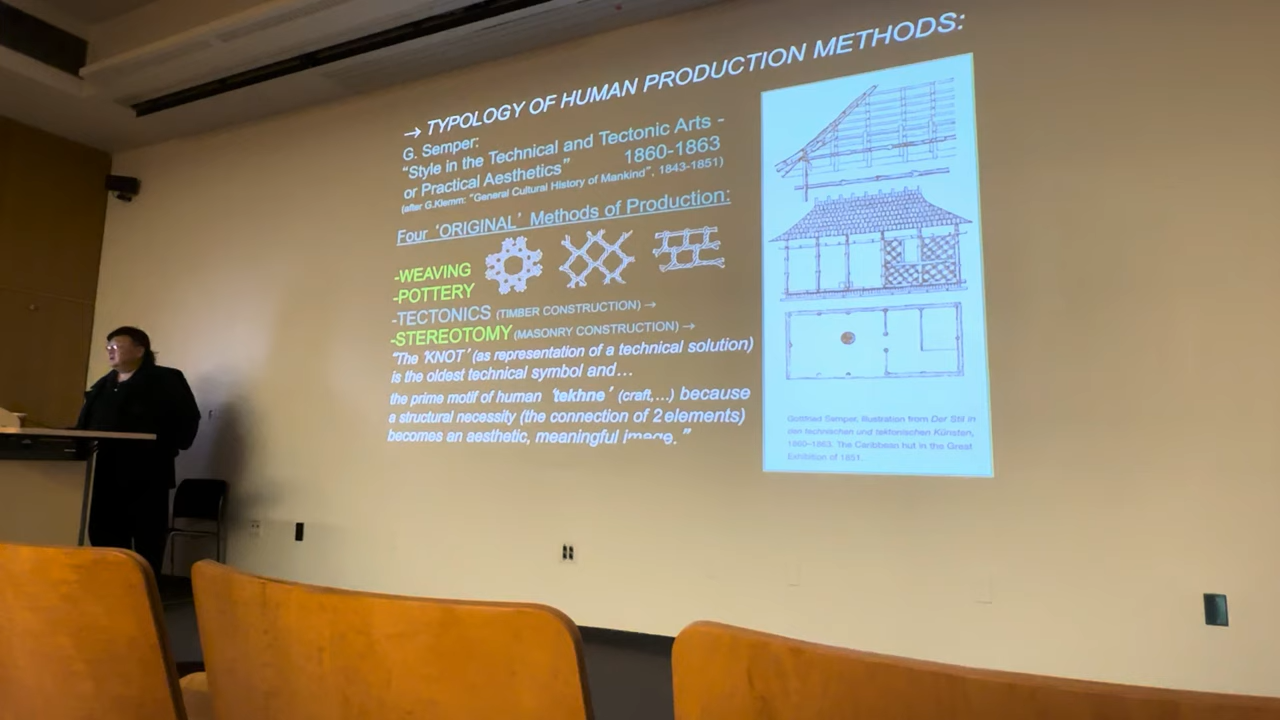 → TYPOLOGY OF HUMAN PRODUCTION METHODS:
G. Semper:
"Style in the Technical and Tectonic Arts -
or Practical Aesthetics" 1860-1863
(after G.Klemm: "General Cultural History of Mankind", 1843-1851)
Four 'ORIGINAL' Methods of Production:
-WEAVING
-POTTERY
-TECTONICS (TIMBER CONSTRUCTION) →
-STEREOTOMY (MASONRY CONSTRUCTION) →
"The 'KNOT' (as representation of a technical solution)
is the oldest technical symbol and...
the prime motif of human 'tekhne' (craft,...) because
a structural necessity (the connection of 2 elements)
becomes an aesthetic, meaningful image."
Gottfried Semper, Illustration from Der Stil in
den technischen und tektonischen Künsten,
1860-1863. The Caribbean hut in the Great
Exhibition of 1851.